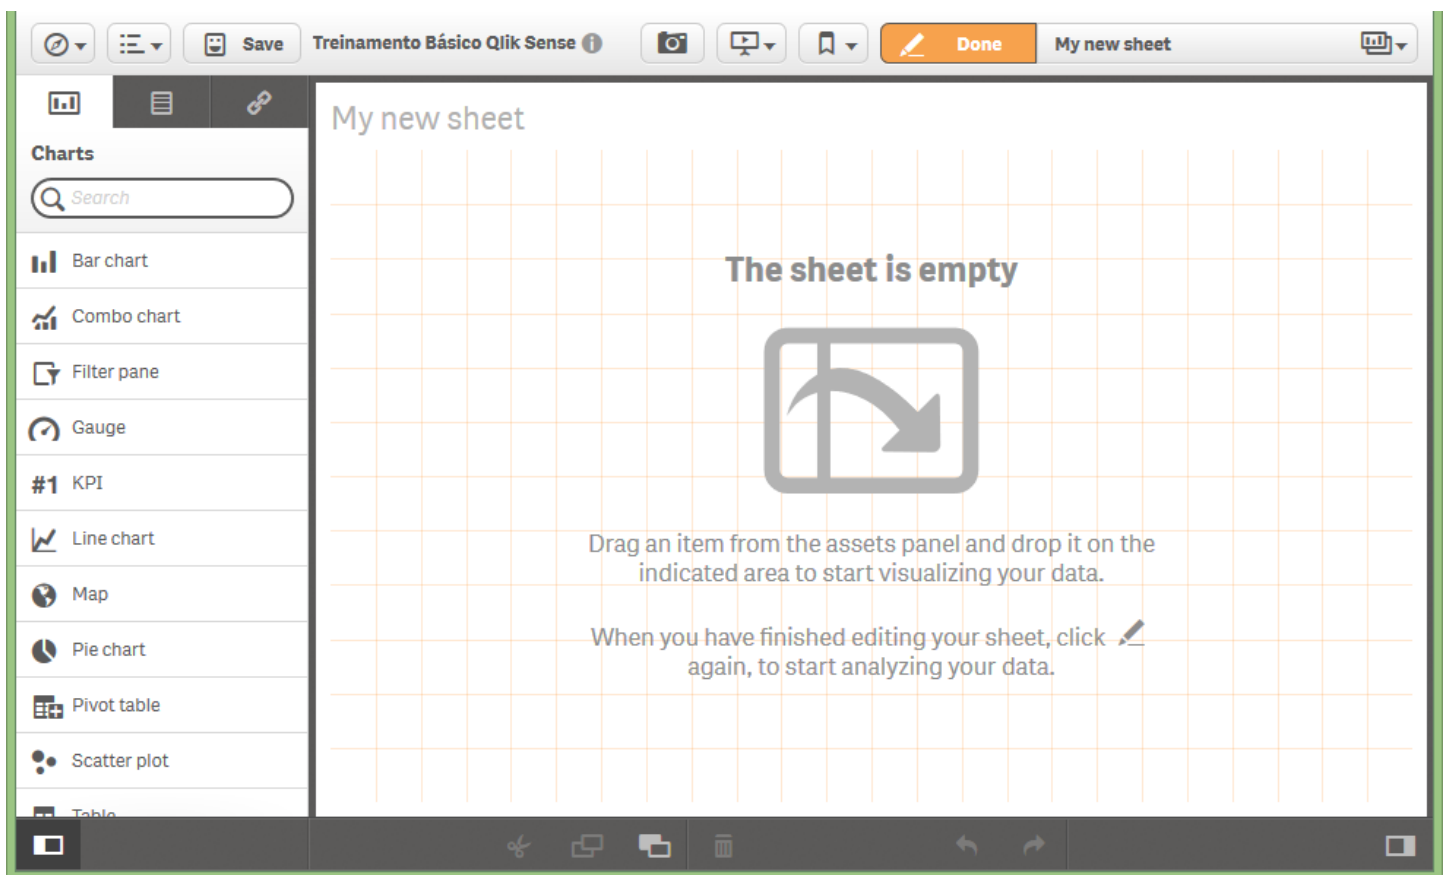 Save
Treinamento Básico Qlik Sense
Done
My new sheet
Charts
Search
Bar chart
Combo chart
Filter pane
Gauge
#1 KPI
Line chart
Map
Pie chart
Pivot table
Scatter plot
Table
My new sheet
The sheet is empty
Drag an item from the assets panel and drop it on the
indicated area to start visualizing your data.
When you have finished editing your sheet, click
again, to start analyzing your data.